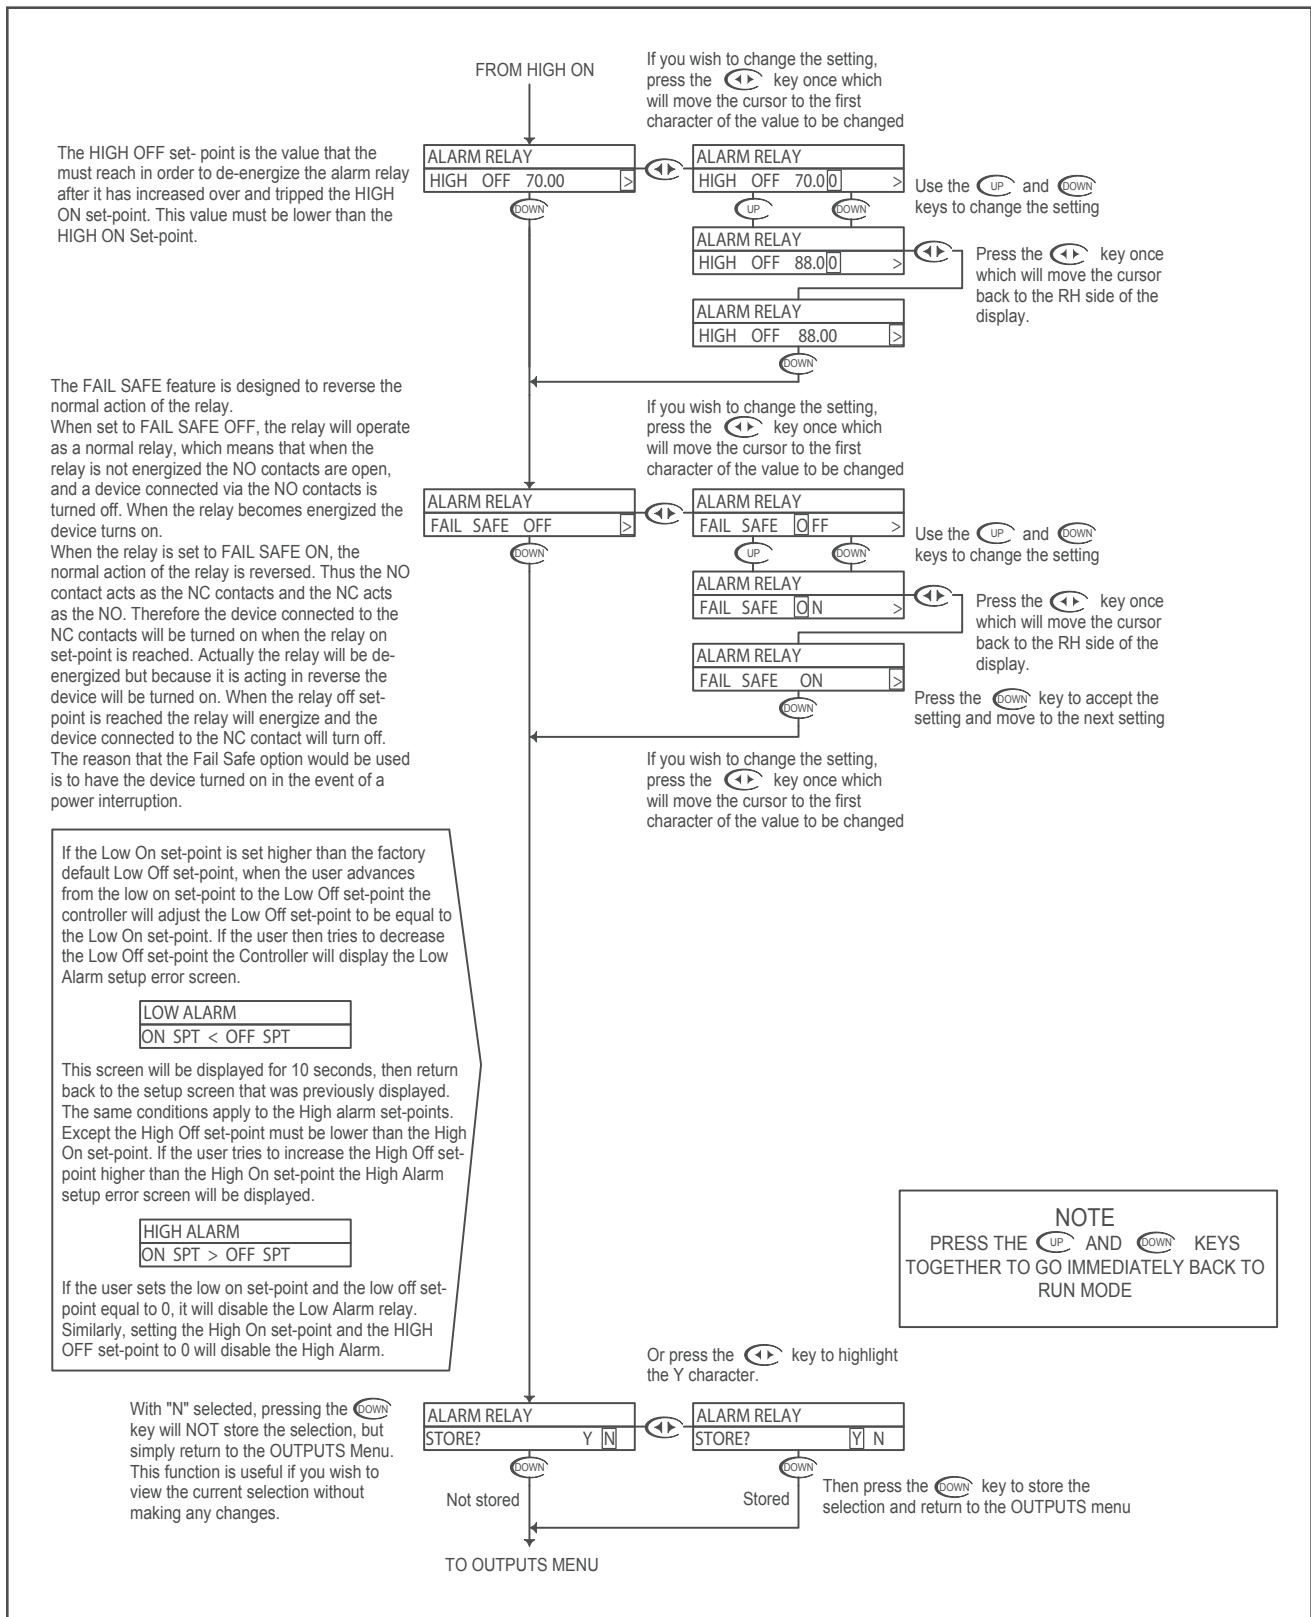 FROM HIGH ON
If you wish to change the setting,
press the key once which
will move the cursor to the first
character of the value to be changed
The HIGH OFF set- point is the value that the
must reach in order to de-energize the alarm relay
after it has increased over and tripped the HIGH
ON set-point. This value must be lower than the
HIGH ON Set-point.
ALARM RELAY
HIGH OFF 70.00 >
DOWN
ALARM RELAY
HIGH OFF 70.00 >
UP DOWN
Use the UP and DOWN
keys to change the setting
ALARM RELAY
HIGH OFF 88.00 >
Press the key once
which will move the cursor
back to the RH side of the
display.
ALARM RELAY
HIGH OFF 88.00 >
DOWN
The FAIL SAFE feature is designed to reverse the
normal action of the relay.
When set to FAIL SAFE OFF, the relay will operate
as a normal relay, which means that when the
relay is not energized the NO contacts are open,
and a device connected via the NO contacts is
turned off. When the relay becomes energized the
device turns on.
When the relay is set to FAIL SAFE ON, the
normal action of the relay is reversed. Thus the NO
contact acts as the NC contacts and the NC acts
as the NO. Therefore the device connected to the
NC contacts will be turned on when the relay on
set-point is reached. Actually the relay will be de-
energized but because it is acting in reverse the
device will be turned on. When the relay off set-
point is reached the relay will energize and the
device connected to the NC contact will turn off.
The reason that the Fail Safe option would be used
is to have the device turned on in the event of a
power interruption.
If you wish to change the setting,
press the key once which
will move the cursor to the first
character of the value to be changed
ALARM RELAY
FAIL SAFE OFF >
DOWN
ALARM RELAY
FAIL SAFE OFF >
UP DOWN
Use the UP and DOWN
keys to change the setting
ALARM RELAY
FAIL SAFE ON >
Press the key once
which will move the cursor
back to the RH side of the
display.
ALARM RELAY
FAIL SAFE ON >
DOWN
Press the DOWN key to accept the
setting and move to the next setting
If you wish to change the setting,
press the key once which
will move the cursor to the first
character of the value to be changed
If the Low On set-point is set higher than the factory
default Low Off set-point, when the user advances
from the low on set-point to the Low Off set-point the
controller will adjust the Low Off set-point to be equal to
the Low On set-point. If the user then tries to decrease
the Low Off set-point the Controller will display the Low
Alarm setup error screen.
LOW ALARM
ON SPT < OFF SPT
This screen will be displayed for 10 seconds, then return
back to the setup screen that was previously displayed.
The same conditions apply to the High alarm set-points.
Except the High Off set-point must be lower than the High
On set-point. If the user tries to increase the High Off set-
point higher than the High On set-point the High Alarm
setup error screen will be displayed.
HIGH ALARM
ON SPT > OFF SPT
If the user sets the low on set-point and the low off set-
point equal to 0, it will disable the Low Alarm relay.
Similarly, setting the High On set-point and the HIGH
OFF set-point to 0 will disable the High Alarm.
NOTE
PRESS THE UP AND DOWN KEYS
TOGETHER TO GO IMMEDIATELY BACK TO
RUN MODE
Or press the key to highlight
the Y character.
With "N" selected, pressing the DOWN
key will NOT store the selection, but
simply return to the OUTPUTS Menu.
This function is useful if you wish to
view the current selection without
making any changes.
ALARM RELAY
STORE? Y N
DOWN
Not stored
ALARM RELAY
STORE? Y N
DOWN
Stored
Then press the DOWN key to store the
selection and return to the OUTPUTS menu
TO OUTPUTS MENU